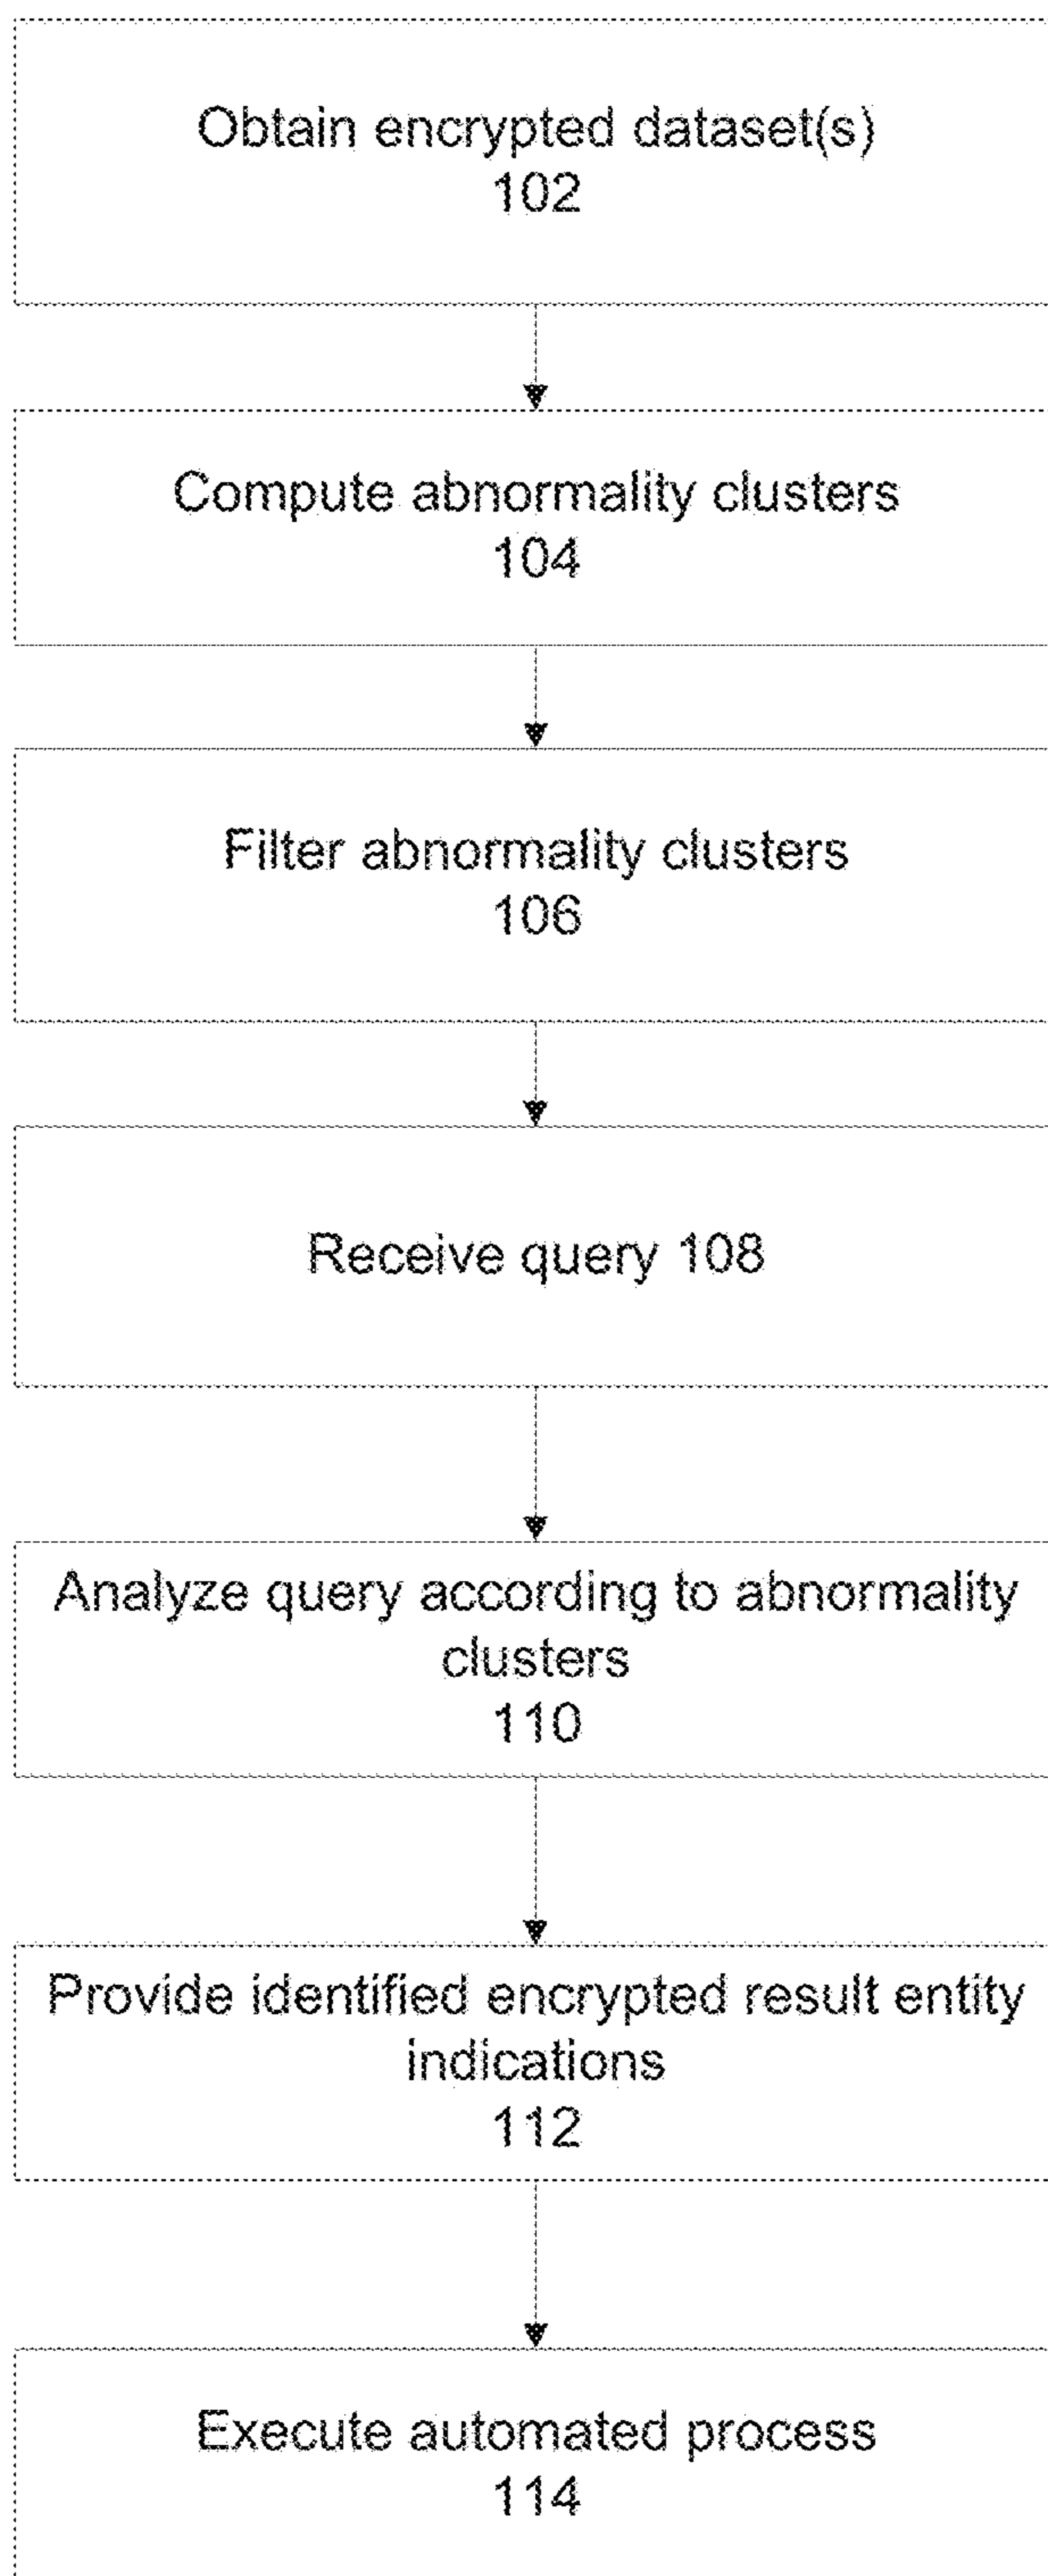 Obtain encrypted dataset(s)
102
Compute abnormality clusters
104
Filter abnormality clusters
106
Receive query 108
Analyze query according to abnormality
clusters
110
Provide identified encrypted result entity
indications
112
Execute automated process
114